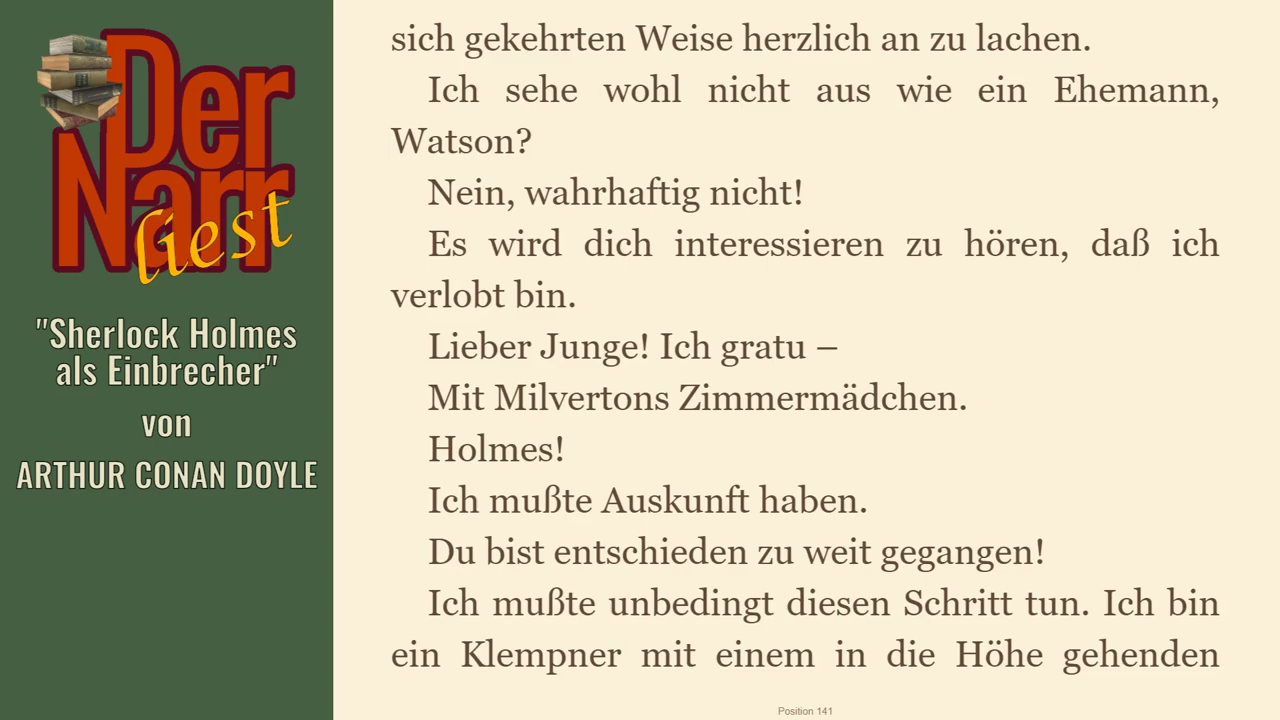 Der
Narr
liest
"Sherlock Holmes
als Einbrecher"
von
ARTHUR CONAN DOYLE
sich gekehrten Weise herzlich an zu lachen.
Ich sehe wohl nicht aus wie ein Ehemann,
Watson?
Nein, wahrhaftig nicht!
Es wird dich interessieren zu hören, daß ich
verlobt bin.
Lieber Junge! Ich gratu –
Mit Milvertons Zimmermädchen.
Holmes!
Ich mußte Auskunft haben.
Du bist entschieden zu weit gegangen!
Ich mußte unbedingt diesen Schritt tun. Ich bin
ein Klempner mit einem in die Höhe gehenden
Position 141